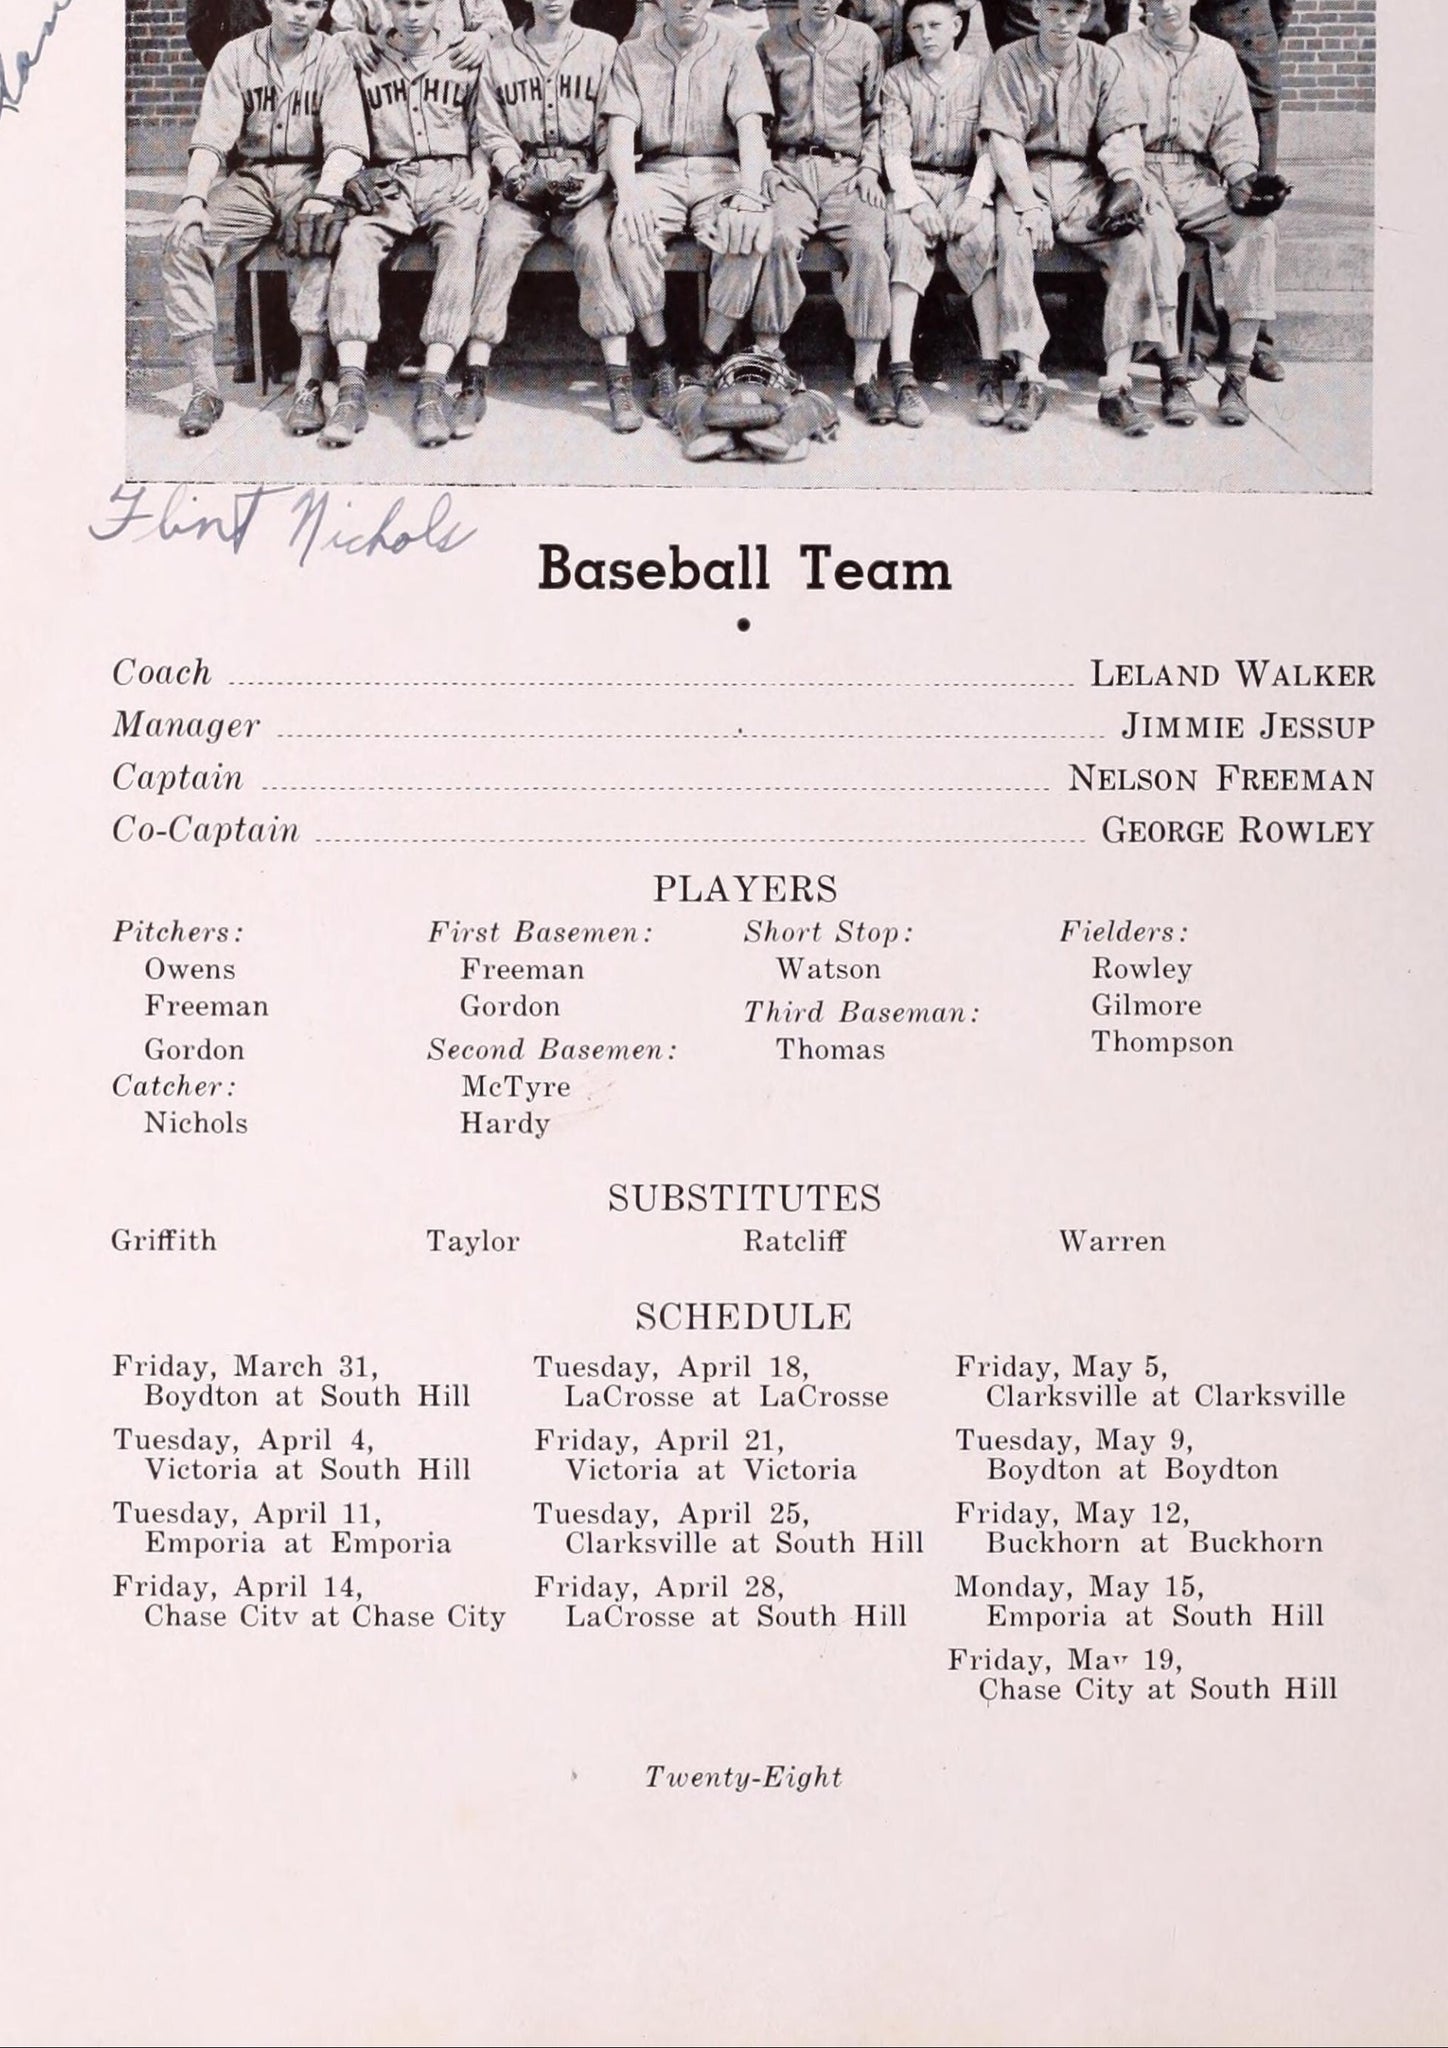 UTH HIL
UTH HIL
OUTH HIL
Flint Nichols
Baseball Team
Coach LELAND WALKER
Manager JIMMIE JESSUP
Captain NELSON FREEMAN
Co-Captain GEORGE ROWLEY
PLAYERS
Pitchers:
Owens
Freeman
Gordon
Catcher:
Nichols
First Basemen:
Freeman
Gordon
Second Basemen:
McTyre
Hardy
Short Stop:
Watson
Third Baseman:
Thomas
Fielders:
Rowley
Gilmore
Thompson
SUBSTITUTES
Griffith Taylor Ratcliff Warren
SCHEDULE
Friday, March 31,
Boydton at South Hill
Tuesday, April 4,
Victoria at South Hill
Tuesday, April 11,
Emporia at Emporia
Friday, April 14,
Chase City at Chase City
Tuesday, April 18,
LaCrosse at LaCrosse
Friday, April 21,
Victoria at Victoria
Tuesday, April 25,
Clarksville at South Hill
Friday, April 28,
LaCrosse at South Hill
Friday, May 5,
Clarksville at Clarksville
Tuesday, May 9,
Boydton at Boydton
Friday, May 12,
Buckhorn at Buckhorn
Monday, May 15,
Emporia at South Hill
Friday, May 19,
Chase City at South Hill
Twenty-Eight